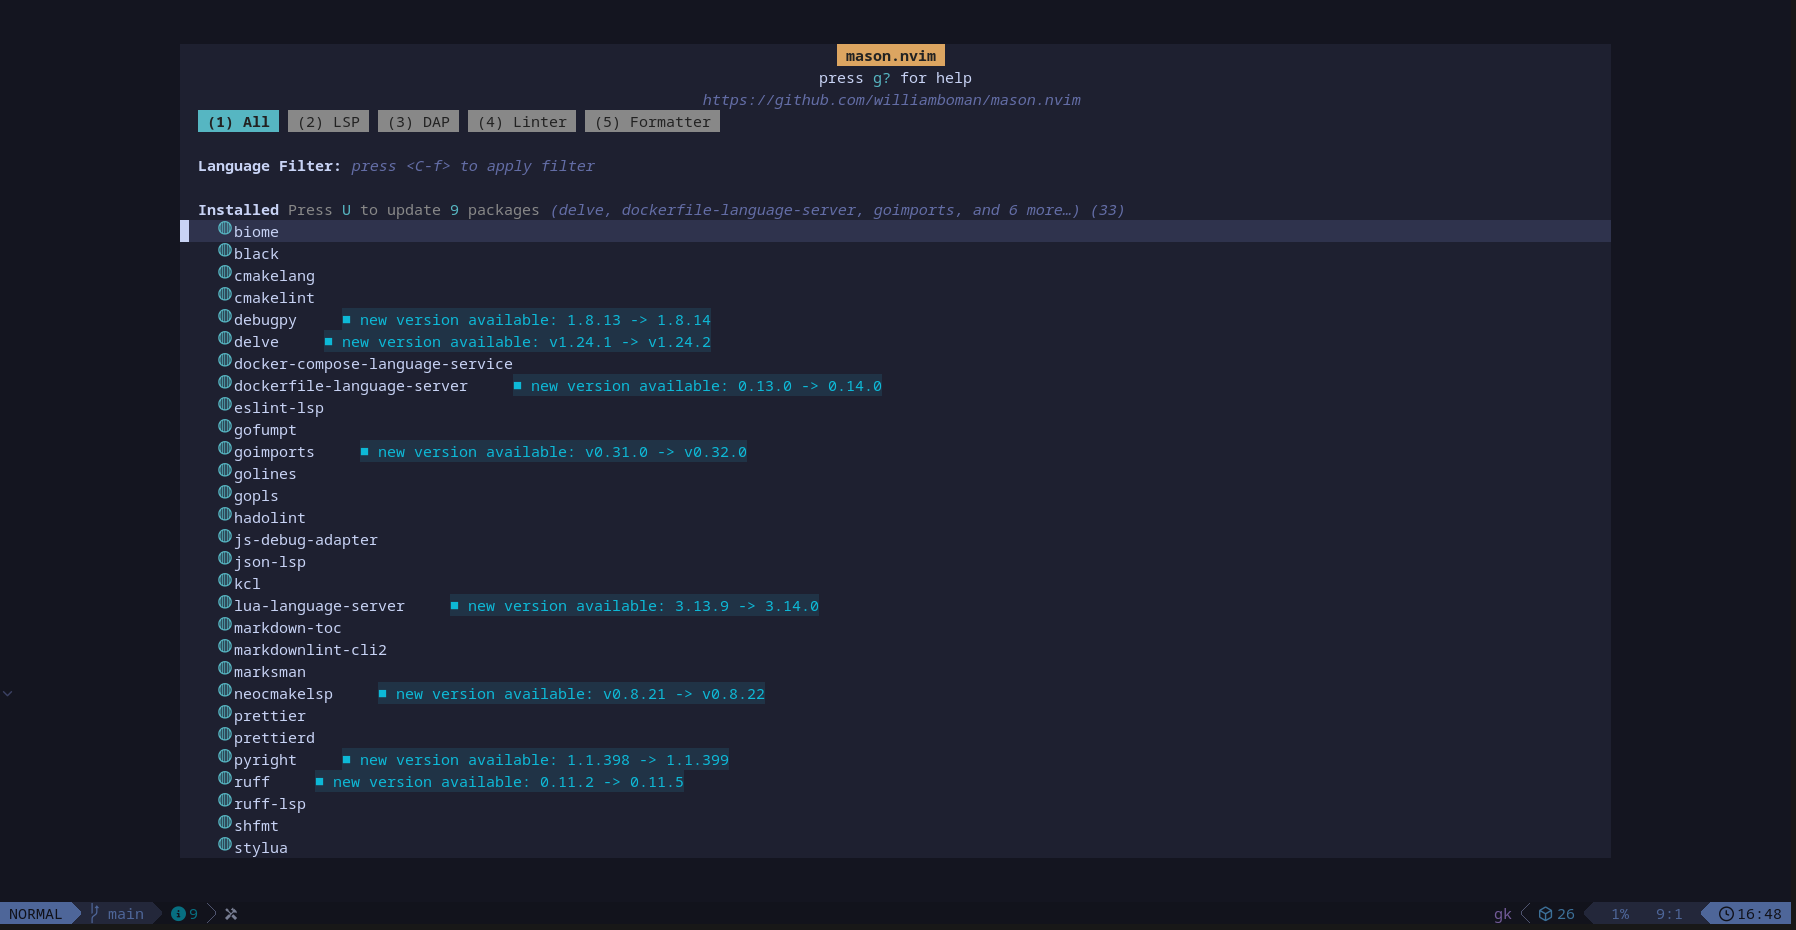 mason.nvim
press g? for help
https://github.com/williamboman/mason.nvim
(1) All (2) LSP (3) DAP (4) Linter (5) Formatter
Language Filter: press <C-f> to apply filter
Installed Press U to update 9 packages (delve, dockerfile-language-server, goimports, and 6 more…) (33)
biome
black
cmakelang
cmakelint
debugpy ■ new version available: 1.8.13 -> 1.8.14
delve ■ new version available: v1.24.1 -> v1.24.2
docker-compose-language-service
dockerfile-language-server ■ new version available: 0.13.0 -> 0.14.0
eslint-lsp
gofumpt
goimports ■ new version available: v0.31.0 -> v0.32.0
golines
gopls
hadolint
js-debug-adapter
json-lsp
kcl
lua-language-server ■ new version available: 3.13.9 -> 3.14.0
markdown-toc
markdownlint-cli2
marksman
neocmakelsp ■ new version available: v0.8.21 -> v0.8.22
prettier
prettierd
pyright ■ new version available: 1.1.398 -> 1.1.399
ruff ■ new version available: 0.11.2 -> 0.11.5
ruff-lsp
shfmt
stylua
NORMAL main 9 gk 26 1% 9:1 16:48